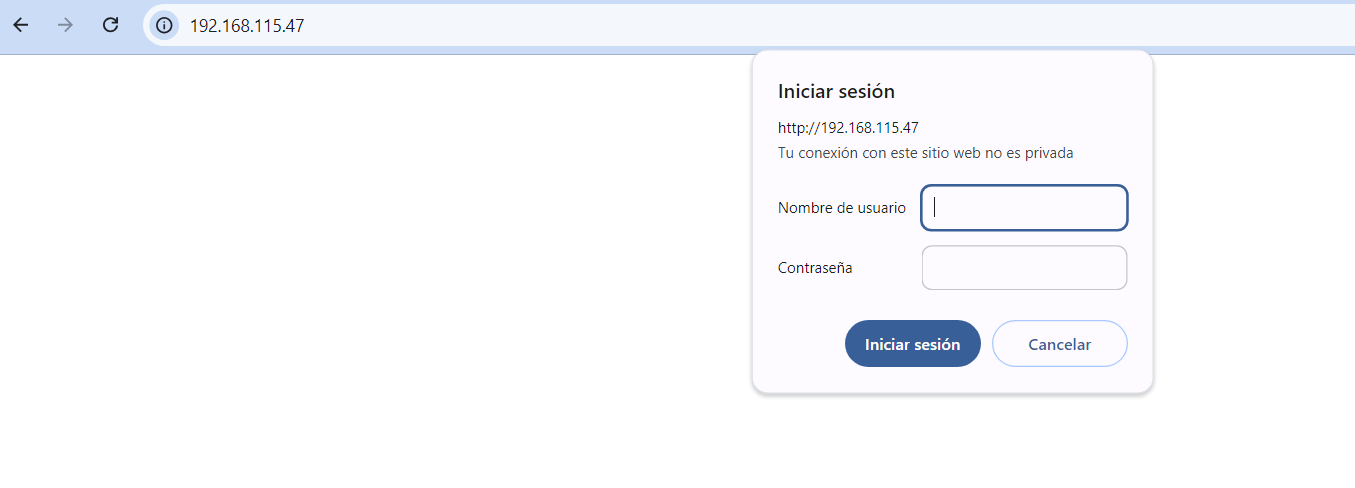 192.168.115.47
Iniciar sesión
http://192.168.115.47
Tu conexión con este sitio web no es privada
Nombre de usuario
Contraseña
Iniciar sesión Cancelar